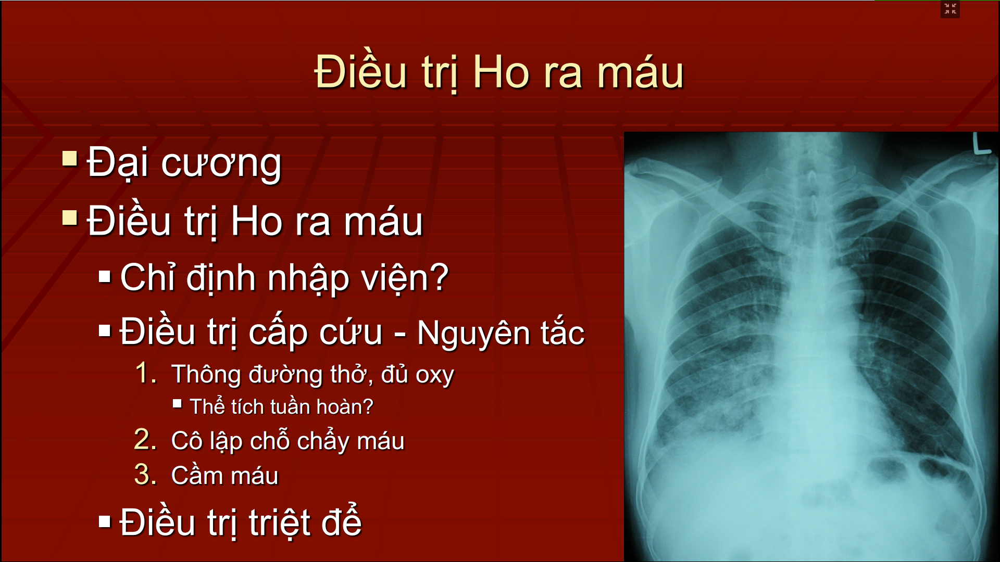 Điều trị Ho ra máu
Đại cương
Điều trị Ho ra máu
Chỉ định nhập viện?
Điều trị cấp cứu - Nguyên tắc
1. Thông đường thở, đủ oxy
Thể tích tuần hoàn?
2. Cô lập chỗ chẩy máu
3. Cầm máu
Điều trị triệt để
L